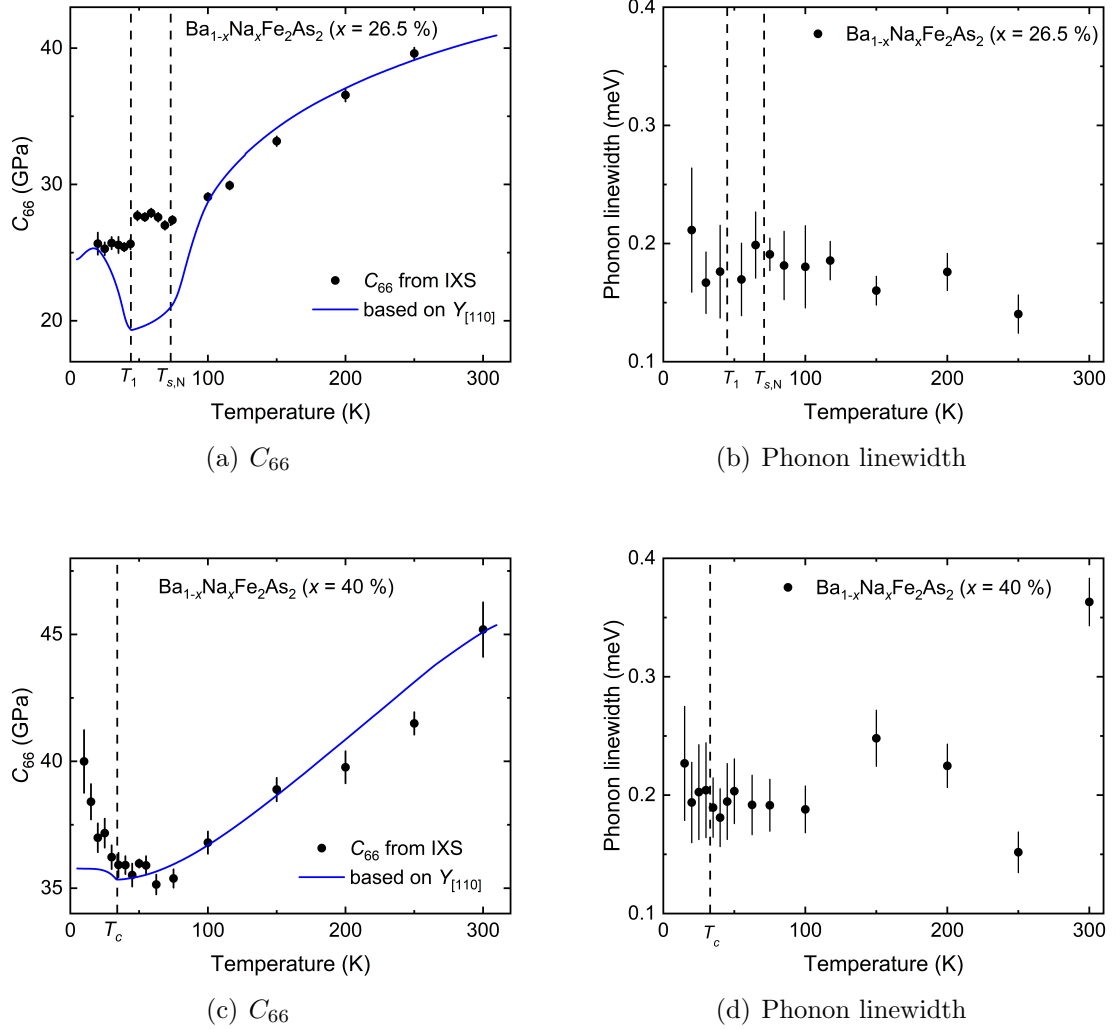 Ba1-xNaxFe2As2 (x = 26.5 %)
40
30
20
C66 (GPa)
C66 from IXS
based on Y[110]
0
T1
Ts,N
100
200
300
Temperature (K)
(a) C66
Ba1-xNaxFe2As2 (x = 26.5 %)
0.4
0.3
0.2
0.1
Phonon linewidth (meV)
0
T1
Ts,N
100
200
300
Temperature (K)
(b) Phonon linewidth
Ba1-xNaxFe2As2 (x = 40 %)
45
40
35
C66 (GPa)
C66 from IXS
based on Y[110]
0
Tc
100
200
300
Temperature (K)
(c) C66
Ba1-xNaxFe2As2 (x = 40 %)
0.4
0.3
0.2
0.1
Phonon linewidth (meV)
0
Tc
100
200
300
Temperature (K)
(d) Phonon linewidth